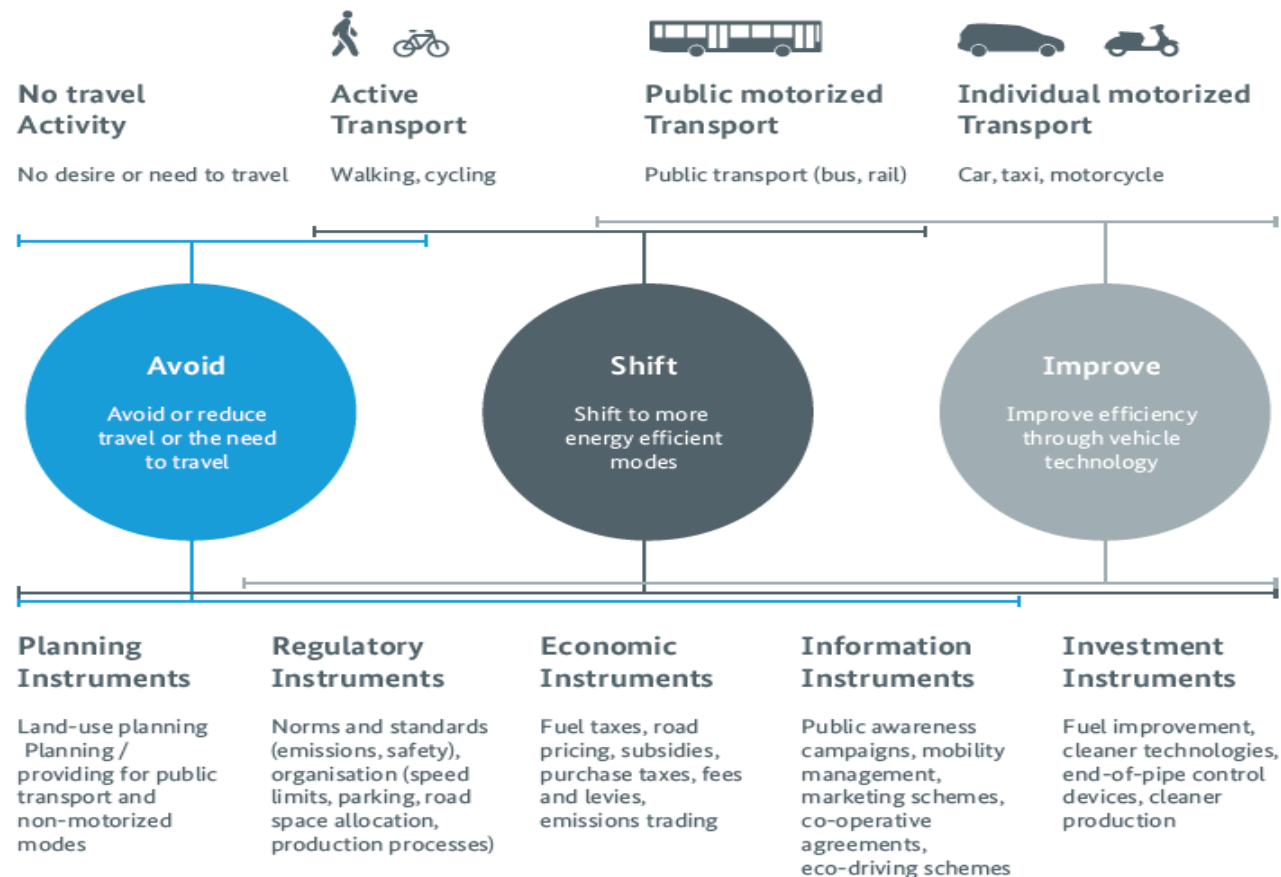 No travel
Activity
No desire or need to travel
Active
Transport
Walking, cycling
Public motorized
Transport
Public transport (bus, rail)
Individual motorized
Transport
Car, taxi, motorcycle
Avoid
Avoid or reduce
travel or the need
to travel
Shift
Shift to more
energy efficient
modes
Improve
Improve efficiency
through vehicle
technology
Planning
Instruments
Land-use planning
Planning /
providing for public
transport and
non-motorized
modes
Regulatory
Instruments
Norms and standards
(emissions, safety),
organisation (speed
limits, parking, road
space allocation,
production processes)
Economic
Instruments
Fuel taxes, road
pricing, subsidies,
purchase taxes, fees
and levies,
emissions trading
Information
Instruments
Public awareness
campaigns, mobility
management,
marketing schemes,
co-operative
agreements,
eco-driving schemes
Investment
Instruments
Fuel improvement,
cleaner technologies,
end-of-pipe control
devices, cleaner
production